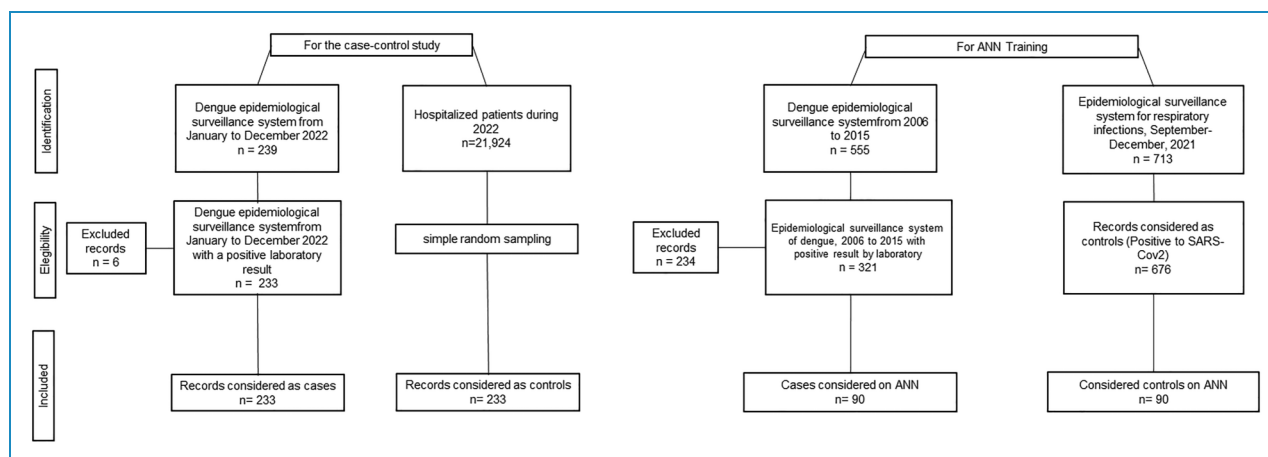 For the case-control study
For ANN Training
Identification
Dengue epidemiological
surveillance system from
January to December 2022
n = 239
Hospitalized patients during
2022
n=21,924
Dengue epidemiological
surveillance systemfrom 2006
to 2015
n = 555
Epidemiological surveillance
system for respiratory
infections, September-
December, 2021
n = 713
Elegibility
Excluded
records
n = 6
Dengue epidemiological
surveillance systemfrom
January to December 2022
with a positive laboratory
result
n = 233
simple random sampling
Excluded
records
n = 234
Epidemiological surveillance system
of dengue, 2006 to 2015 with
positive result by laboratory
n = 321
Records considered as
controls (Positive to SARS-
Cov2)
n= 676
Included
Records considered as cases
n= 233
Records considered as controls
n= 233
Cases considered on ANN
n= 90
Considered controls on ANN
n= 90